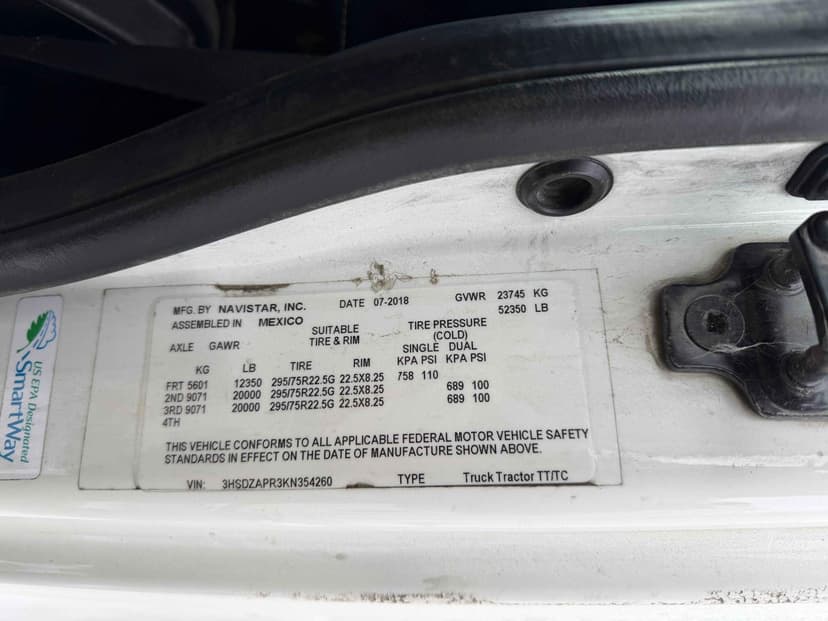 MFG. BY NAVISTAR, INC. DATE 07-2018 GVWR 23745 KG
52350 LB
ASSEMBLED IN MEXICO
SUITABLE TIRE PRESSURE
AXLE GAWR TIRE & RIM (COLD)
SINGLE DUAL
KG LB TIRE RIM KPA PSI KPA PSI
FRT 5601 12350 295/75R22.5G 22.5X8.25 758 110
2ND 9071 20000 295/75R22.5G 22.5X8.25 689 100
3RD 9071 20000 295/75R22.5G 22.5X8.25 689 100
4TH
THIS VEHICLE CONFORMS TO ALL APPLICABLE FEDERAL MOTOR VEHICLE SAFETY
STANDARDS IN EFFECT ON THE DATE OF MANUFACTURE SHOWN ABOVE.
VIN: 3HSDZAPR3KN354260 TYPE Truck Tractor TT/TC
US EPA Designated
SmartWay